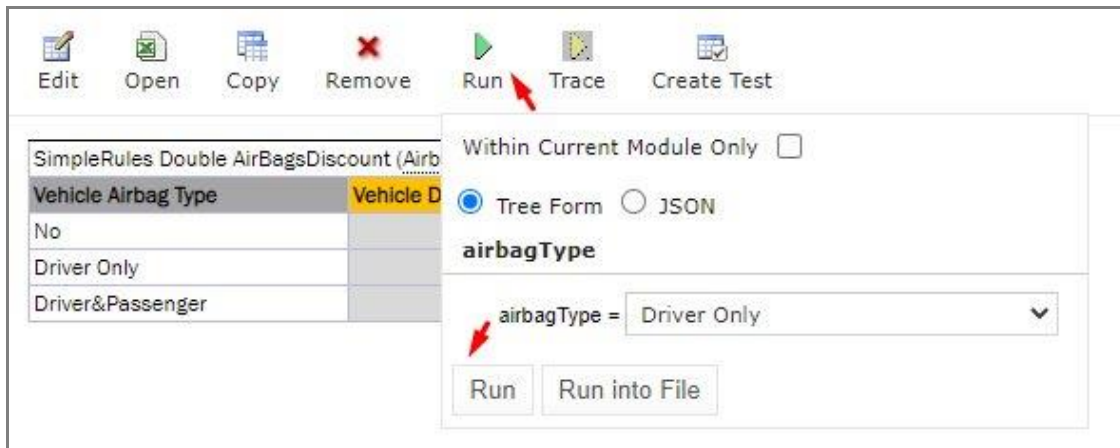 Edit Open Copy Remove Run Trace Create Test
SimpleRules Double AirBagsDiscount (Airb
Vehicle Airbag Type Vehicle D
No
Driver Only
Driver&Passenger
Within Current Module Only
Tree Form JSON
airbagType
airbagType = Driver Only
Run Run into File